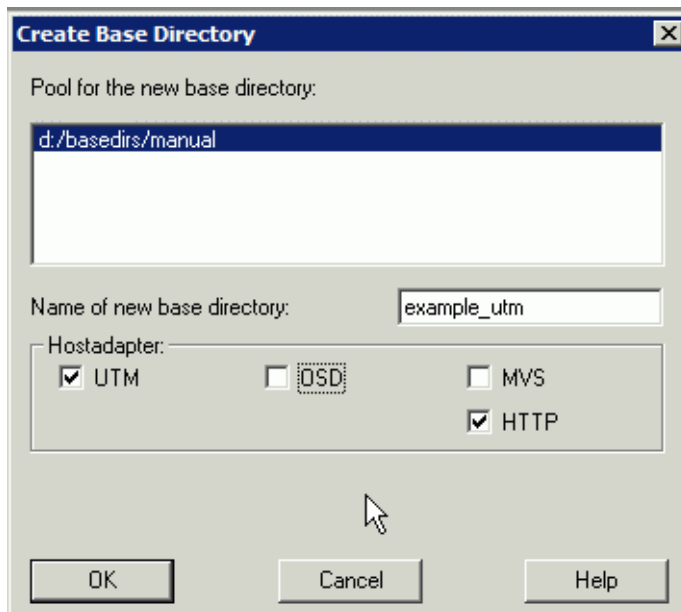 Create Base Directory
Pool for the new base directory:
d:/basedirs/manual
Name of new base directory: example_utm
Hostadapter:
UTM OSD MVS
HTTP
OK Cancel Help